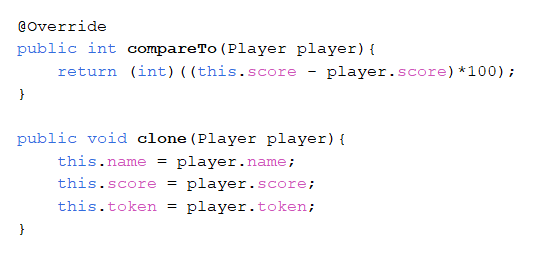 @Override
public int compareTo(Player player){
    return (int)((this.score - player.score)*100);
}

public void clone(Player player){
    this.name = player.name;
    this.score = player.score;
    this.token = player.token;
}